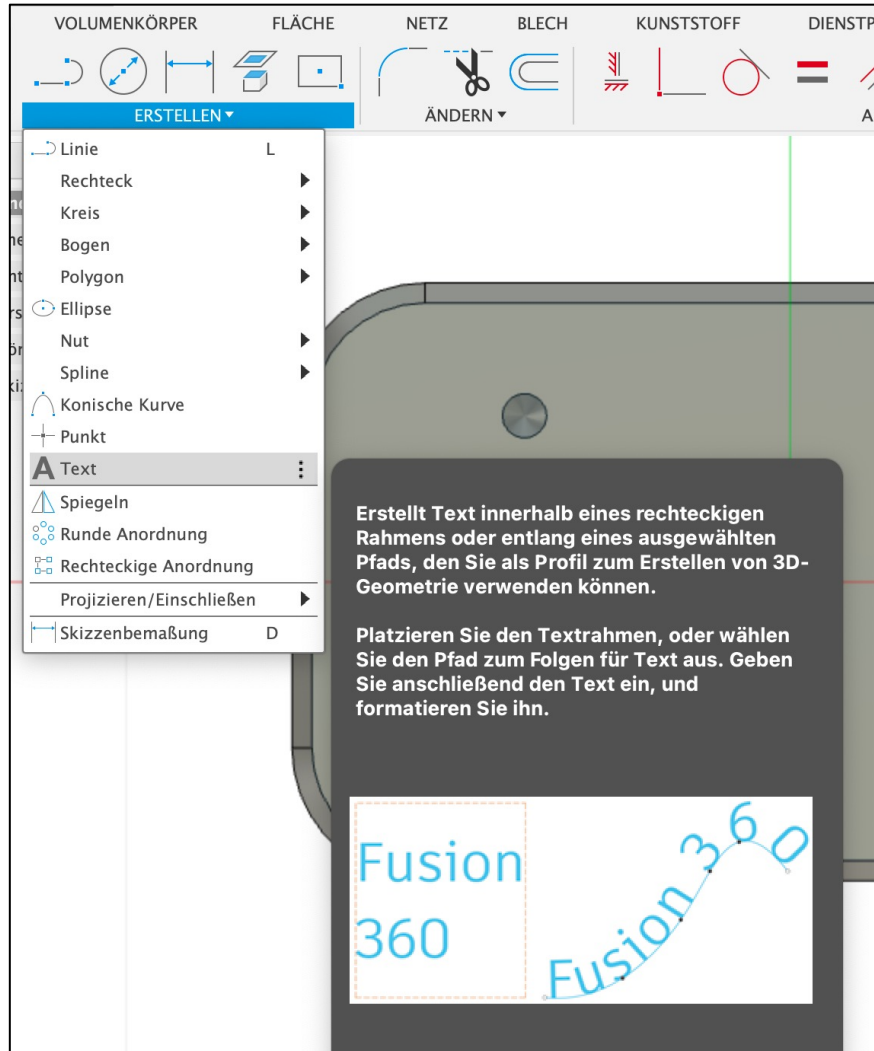 VOLUMENKÖRPER FLÄCHE NETZ BLECH KUNSTSTOFF DIENSTP
ERSTELLEN ÄNDERN A
Linie L
Rechteck
Kreis
Bogen
Polygon
Ellipse
Nut
Spline
Konische Kurve
Punkt
A Text
Spiegeln
Runde Anordnung
Rechteckige Anordnung
Projizieren/Einschließen
Skizzenbemaßung D
Erstellt Text innerhalb eines rechteckigen
Rahmens oder entlang eines ausgewählten
Pfads, den Sie als Profil zum Erstellen von 3D-
Geometrie verwenden können.
Platzieren Sie den Textrahmen, oder wählen
Sie den Pfad zum Folgen für Text aus. Geben
Sie anschließend den Text ein, und
formatieren Sie ihn.
Fusion
360
Fusion 360